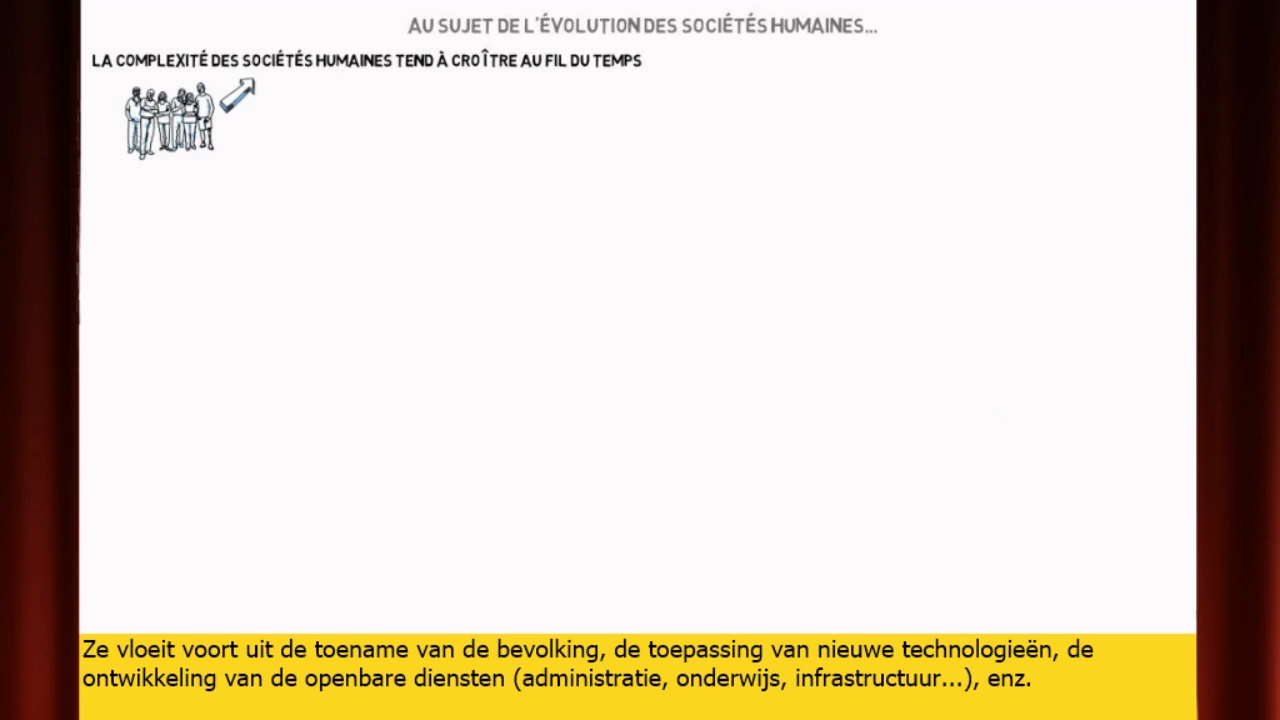 AU SUJET DE L'ÉVOLUTION DES SOCIÉTÉS HUMAINES...
LA COMPLEXITÉ DES SOCIÉTÉS HUMAINES TEND À CROÎTRE AU FIL DU TEMPS
Ze vloeit voort uit de toename van de bevolking, de toepassing van nieuwe technologieën, de
ontwikkeling van de openbare diensten (administratie, onderwijs, infrastructuur...), enz.